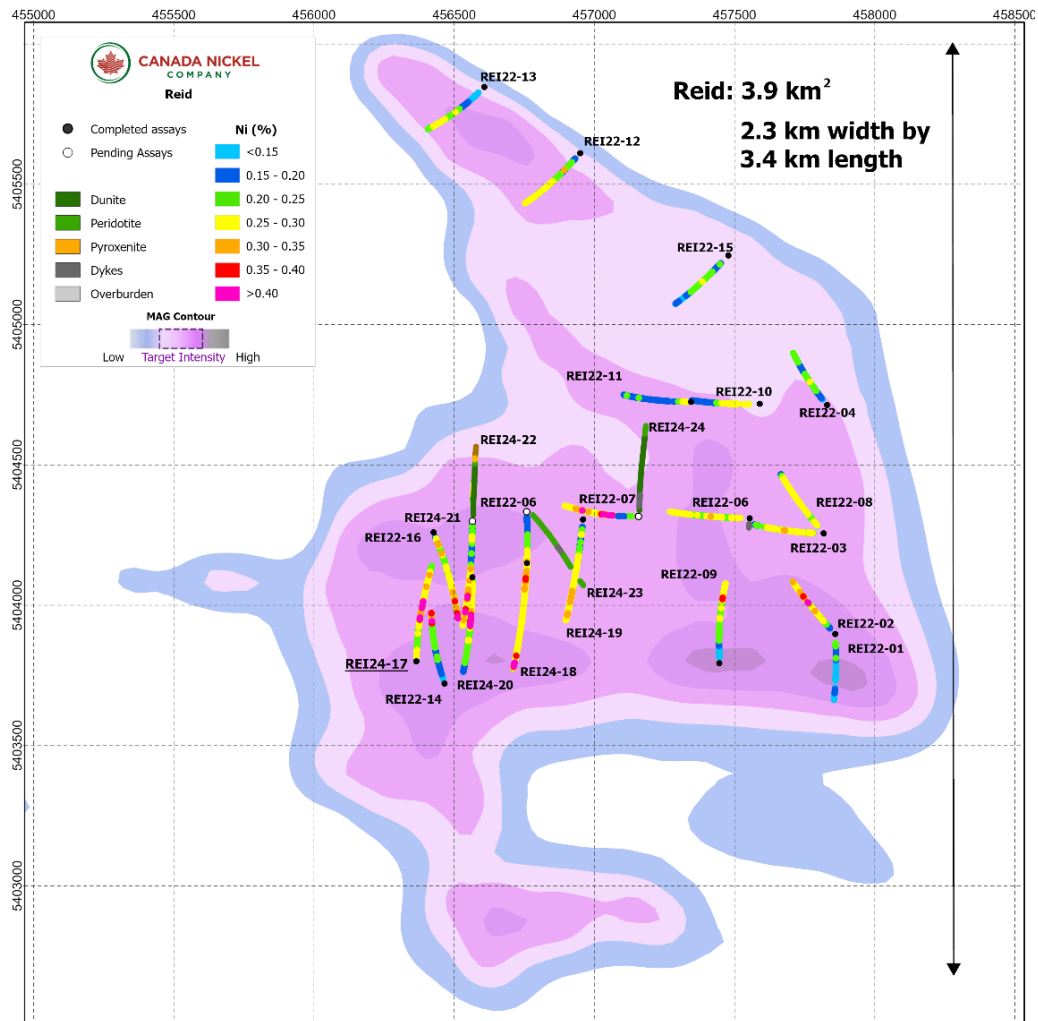 455000
455500
456000
456500
457000
457500
458000
458500
CANADA NICKEL
COMPANY
Reid
Completed assays
Pending Assays
Dunite
Peridotite
Pyroxenite
Dykes
Overburden
Ni (%)
<0.15
0.15 - 0.20
0.20 - 0.25
0.25 - 0.30
0.30 - 0.35
0.35 - 0.40
>0.40
MAG Contour
Low Target Intensity High
Reid: 3.9 km²
2.3 km width by
3.4 km length
REI22-13
REI22-12
REI22-15
REI22-11
REI22-10
REI22-04
REI24-24
REI24-22
REI22-06
REI22-07
REI22-06
REI22-08
REI24-21
REI22-16
REI22-03
REI22-09
REI24-23
REI22-02
REI24-19
REI22-01
REI24-17
REI24-18
REI24-20
REI22-14
5405500
5405000
5404500
5404000
5403500
5403000